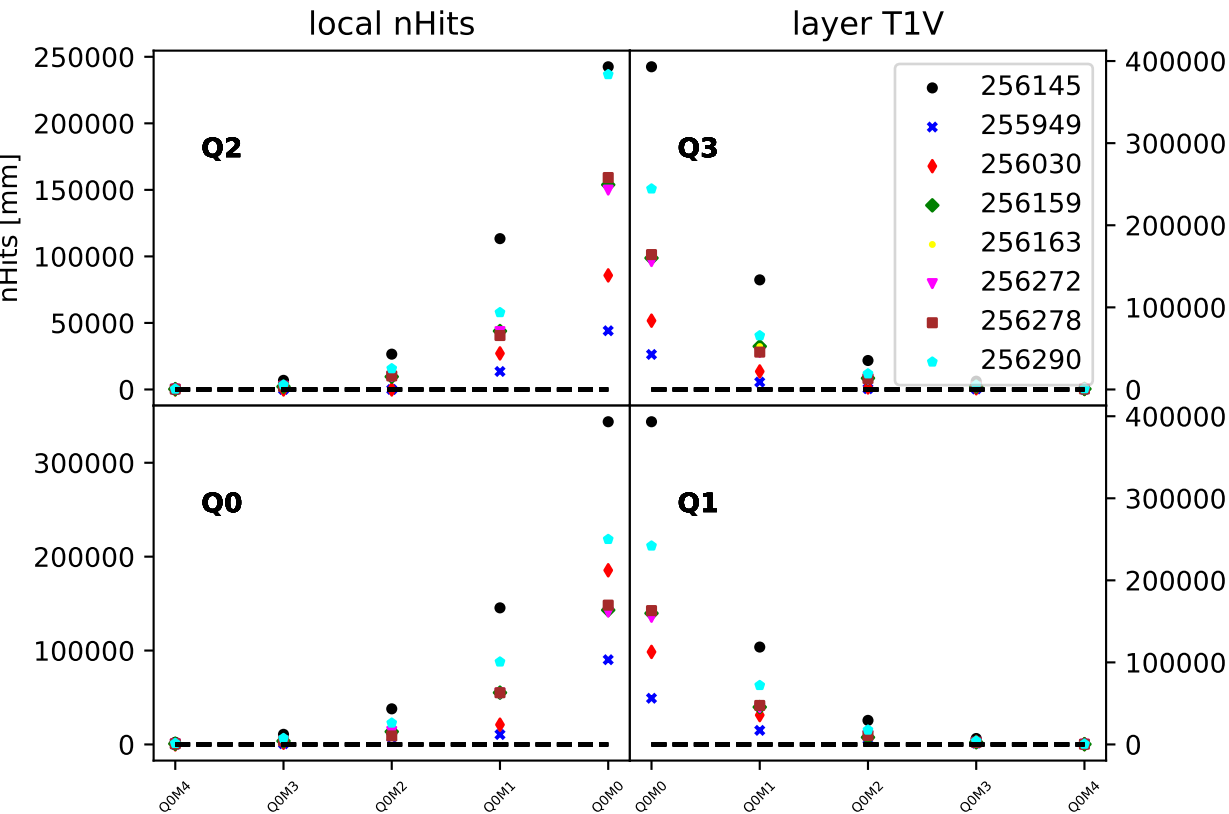 local nHits
layer T1V
nHits [mm]
250000
200000
150000
100000
50000
0
Q2
Q3
256145
255949
256030
256159
256163
256272
256278
256290
400000
300000
200000
100000
0
300000
200000
100000
0
Q0
Q1
400000
300000
200000
100000
0
Q0M4
Q0M3
Q0M2
Q0M1
Q0M0
Q0M0
Q0M1
Q0M2
Q0M3
Q0M4